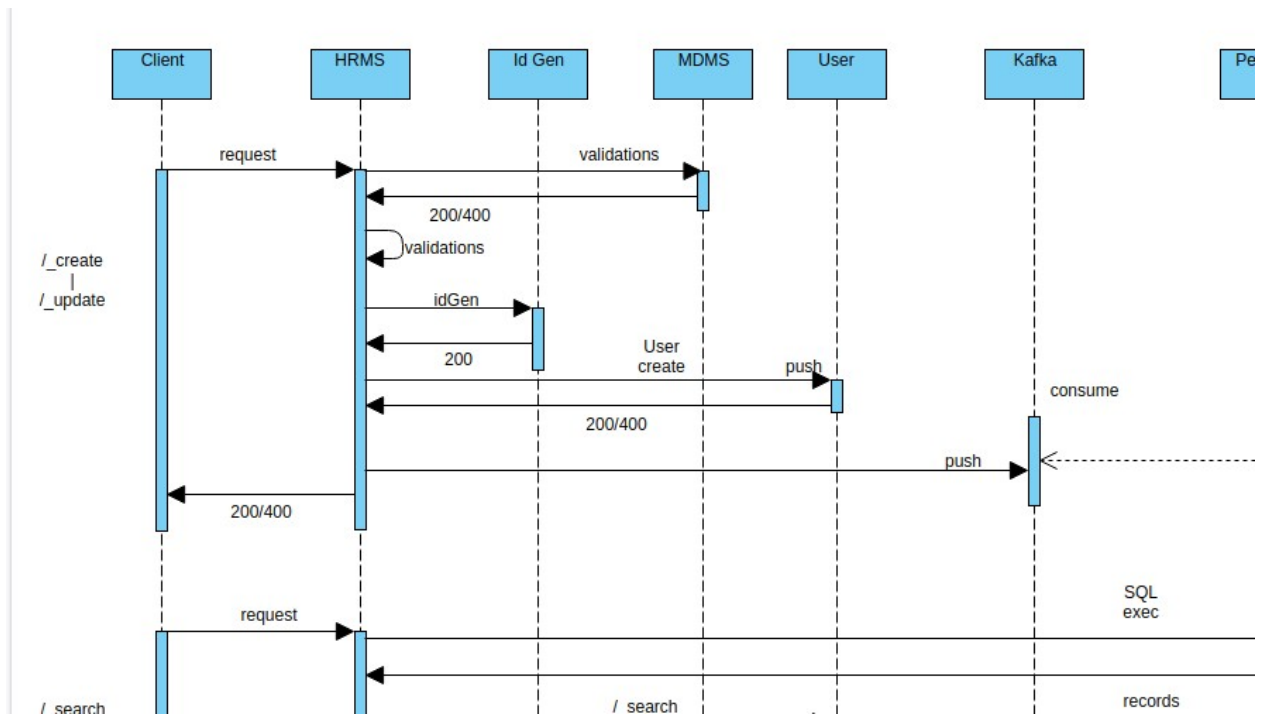 Client
HRMS
Id Gen
MDMS
User
Kafka
Pe
request
validations
200/400
validations
/_create
|
/_update
idGen
200
User
create
push
200/400
consume
push
200/400
SQL
exec
request
records
/_search
/_search